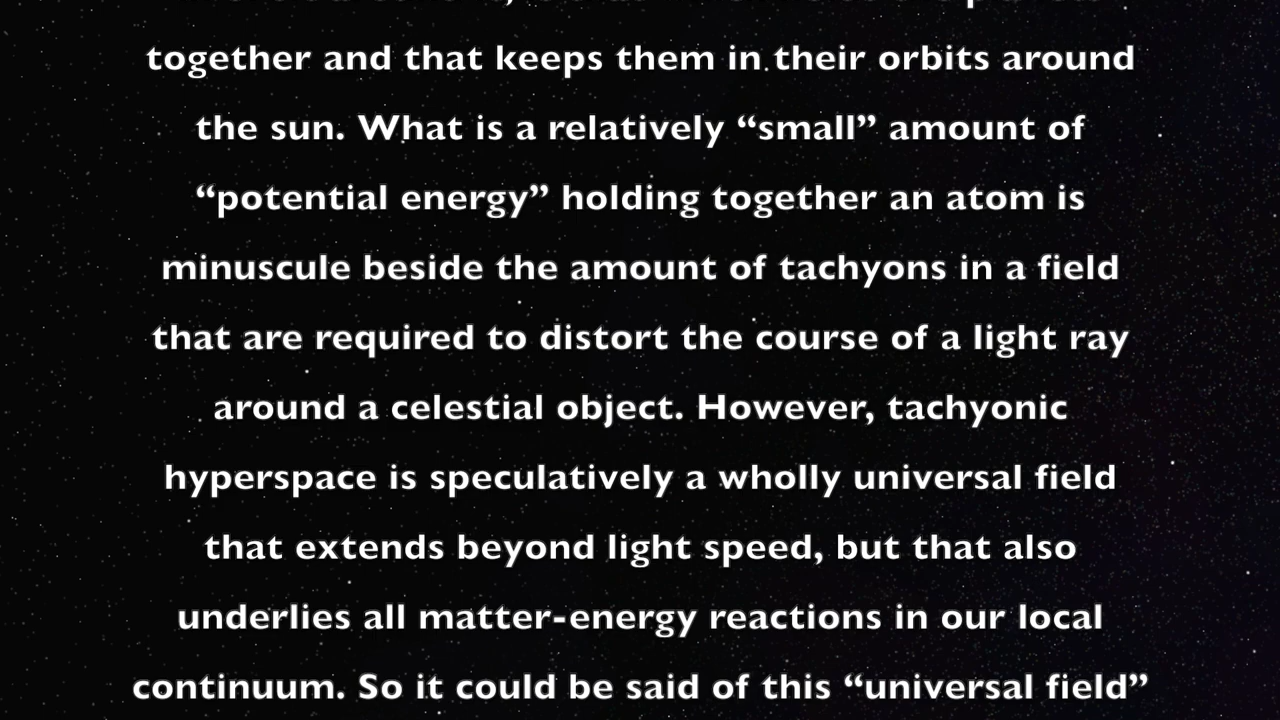 together and that keeps them in their orbits around
the sun. What is a relatively “small” amount of
“potential energy” holding together an atom is
minuscule beside the amount of tachyons in a field
that are required to distort the course of a light ray
around a celestial object. However, tachyonic
hyperspace is speculatively a wholly universal field
that extends beyond light speed, but that also
underlies all matter-energy reactions in our local
continuum. So it could be said of this “universal field”